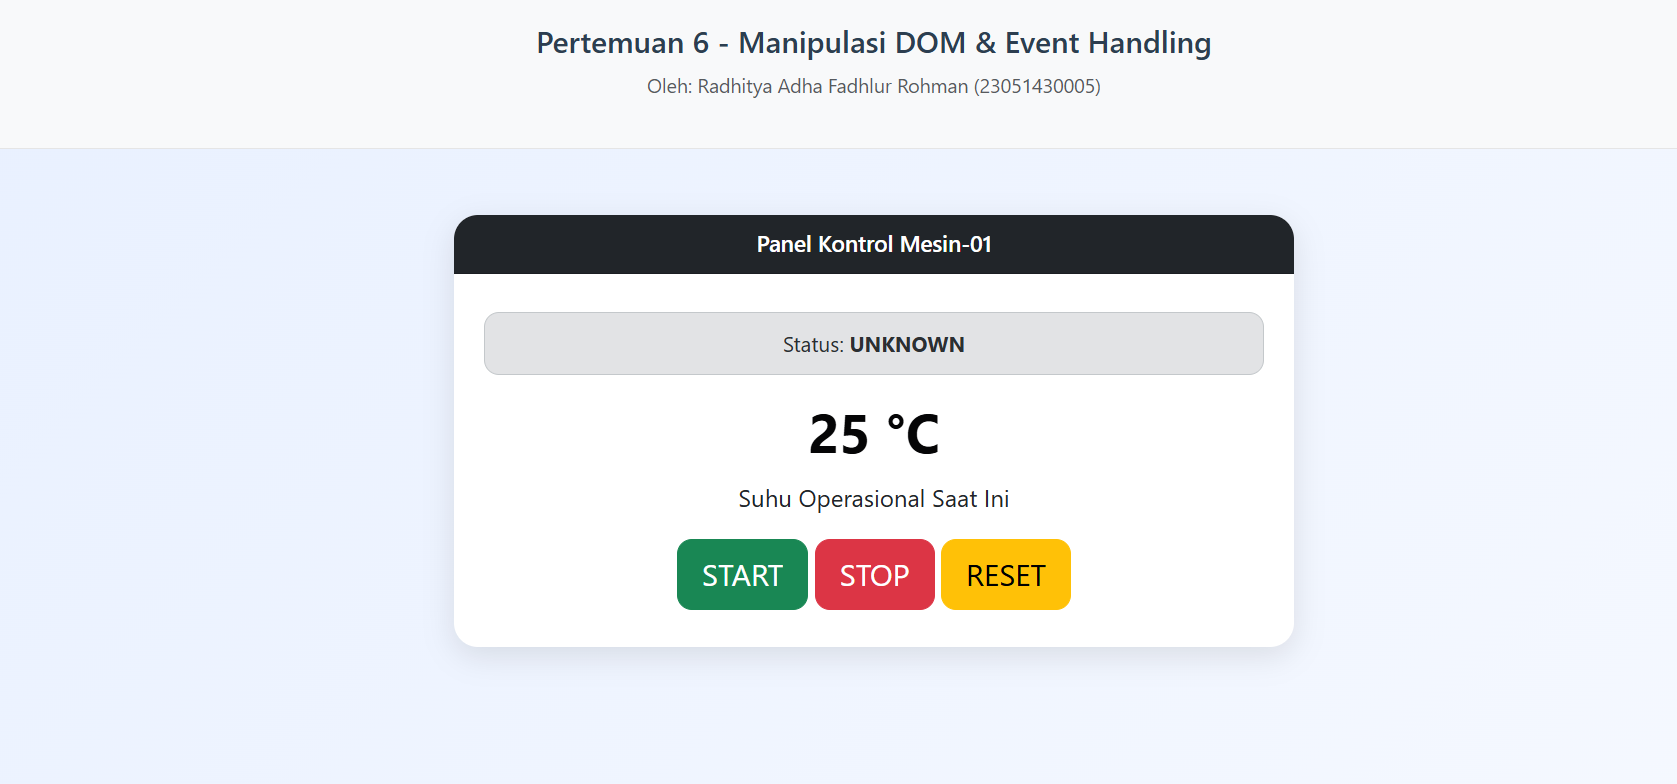 Pertemuan 6 - Manipulasi DOM & Event Handling
Oleh: Radhitya Adha Fadhlur Rohman (23051430005)
Panel Kontrol Mesin-01
Status: UNKNOWN
25 °C
Suhu Operasional Saat Ini
START STOP RESET